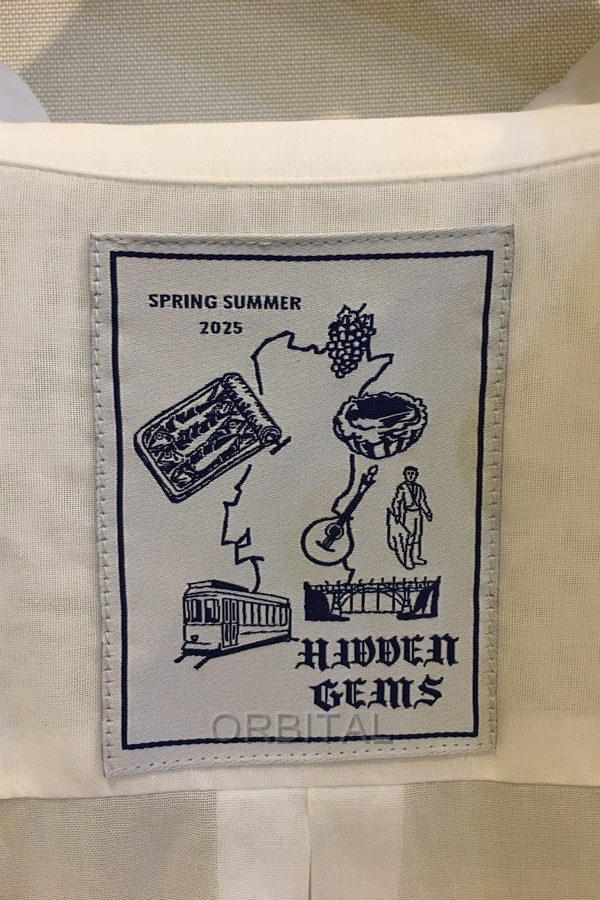 SPRING SUMMER
2025
HIDDEN
GEMS
ORBITAL